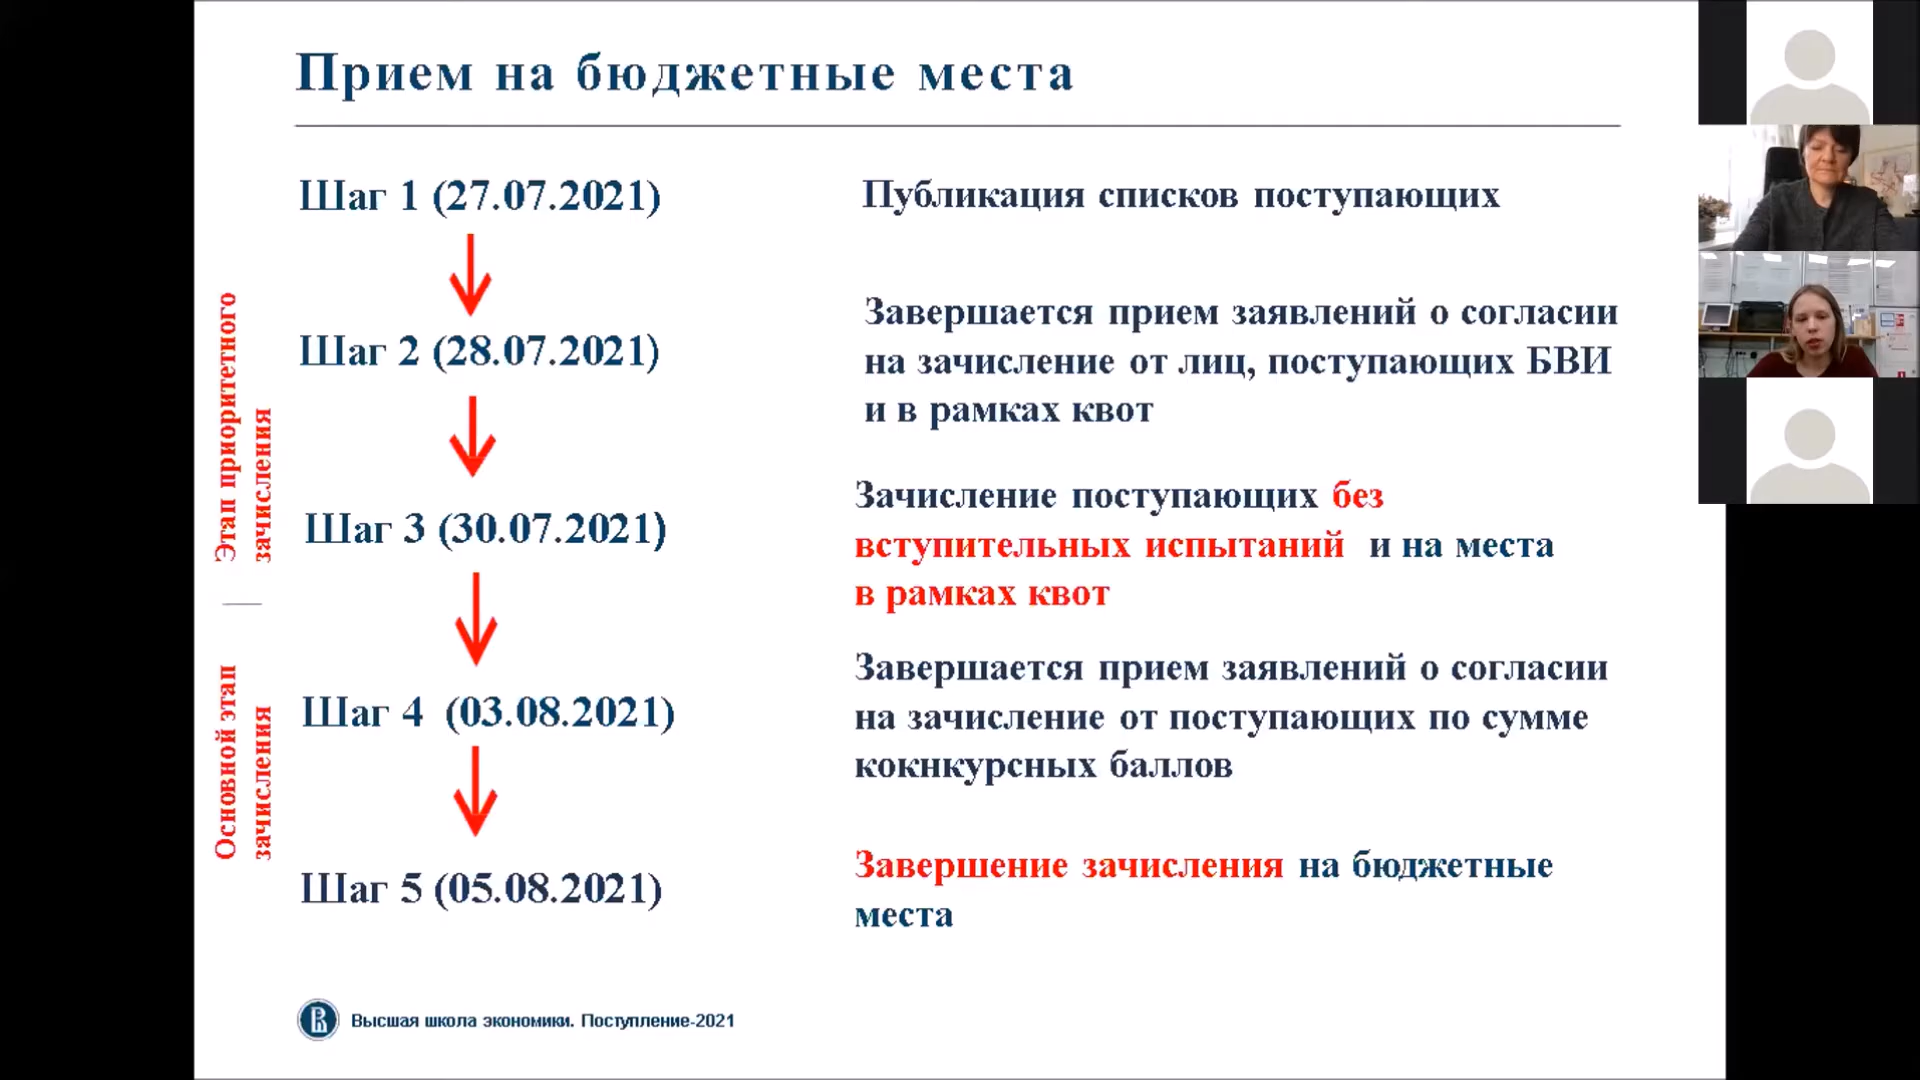 Прием на бюджетные места
Шаг 1 (27.07.2021)
Публикация списков поступающих
Этап приоритетного
зачисления
Шаг 2 (28.07.2021)
Завершается прием заявлений о согласии
на зачисление от лиц, поступающих БВИ
и в рамках квот
Шаг 3 (30.07.2021)
Зачисление поступающих без
вступительных испытаний и на места
в рамках квот
Основной этап
зачисления
Шаг 4 (03.08.2021)
Завершается прием заявлений о согласии
на зачисление от поступающих по сумме
кокнкурсных баллов
Шаг 5 (05.08.2021)
Завершение зачисления на бюджетные
места
Высшая школа экономики. Поступление-2021